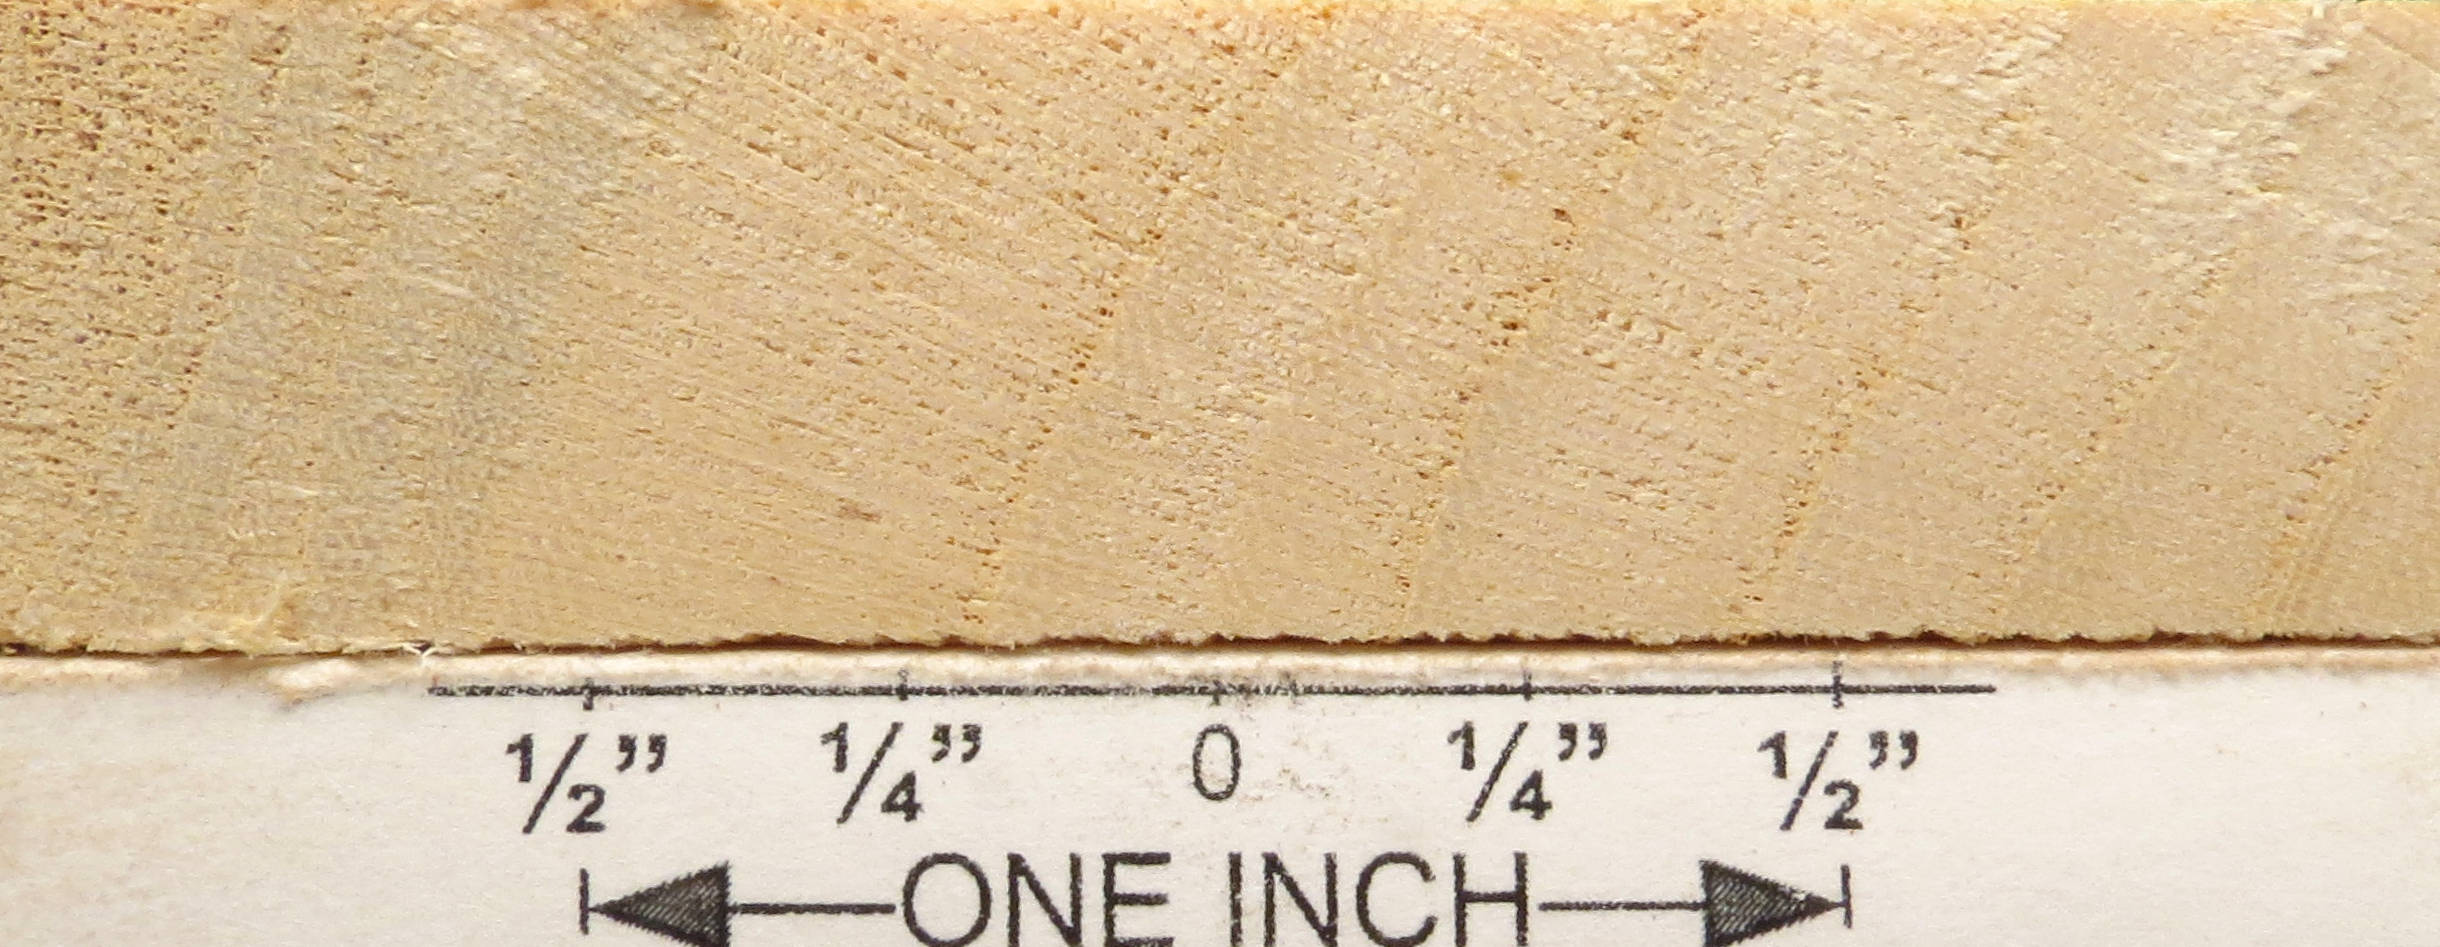 ½” ¼” 0 ¼” ½”
ONE INCH